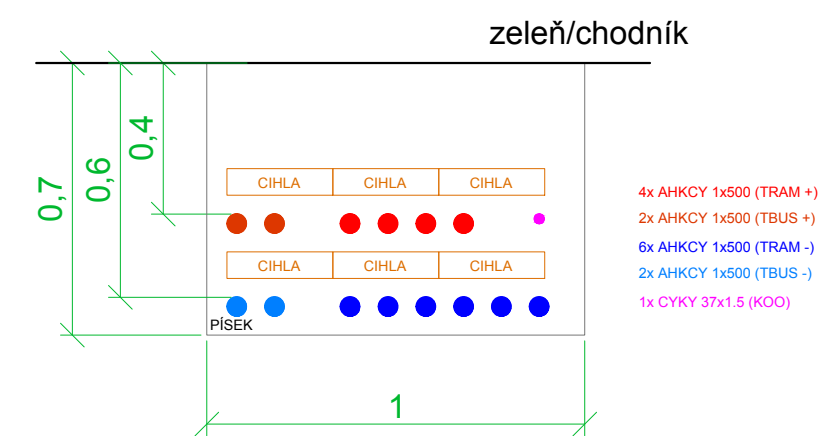 zeleň/chodník
0,7
0,6
0,4
CIHLA CIHLA CIHLA
CIHLA CIHLA CIHLA
PÍSEK
1
4x AHKCY 1x500 (TRAM +)
2x AHKCY 1x500 (TBUS +)
6x AHKCY 1x500 (TRAM -)
2x AHKCY 1x500 (TBUS -)
1x CYKY 37x1.5 (KOO)